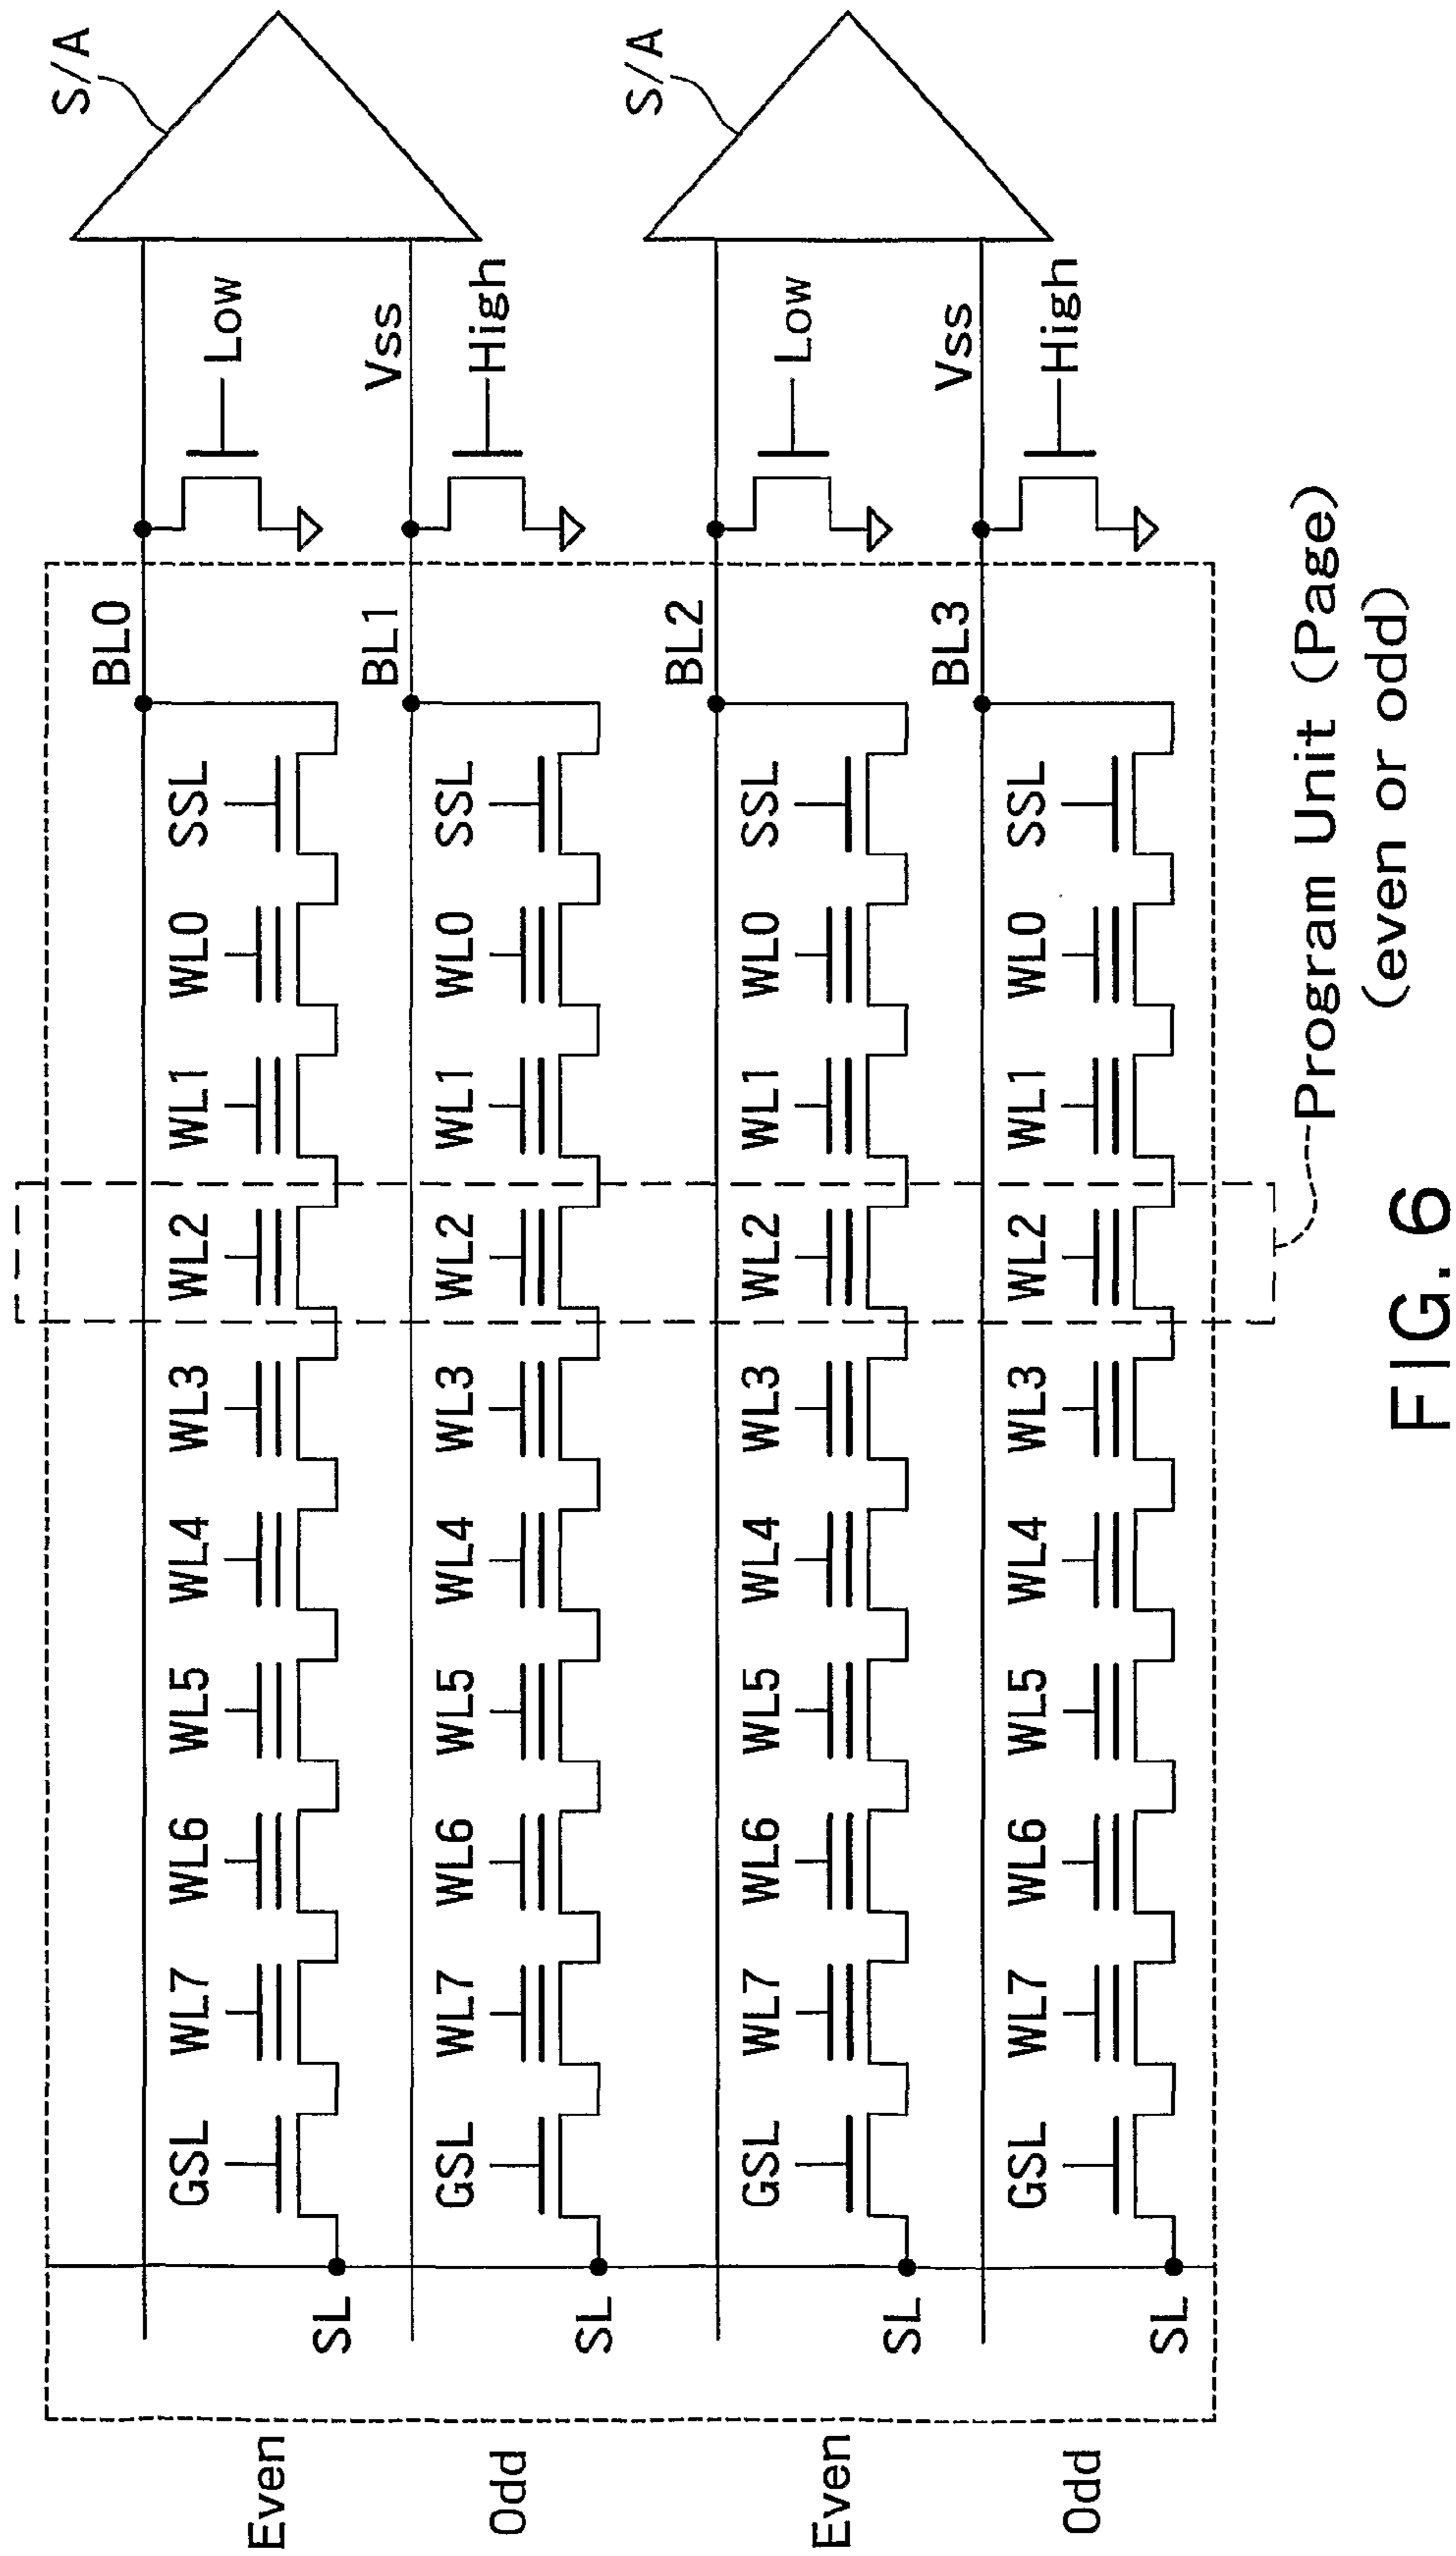 Even
GSL WL7 WL6 WL5 WL4 WL3 WL2 WL1 WL0 SSL
BL0
Low
S/A
SL
Odd
GSL WL7 WL6 WL5 WL4 WL3 WL2 WL1 WL0 SSL
BL1
Vss
High
SL
Even
GSL WL7 WL6 WL5 WL4 WL3 WL2 WL1 WL0 SSL
BL2
Low
S/A
SL
Odd
GSL WL7 WL6 WL5 WL4 WL3 WL2 WL1 WL0 SSL
BL3
Vss
High
SL
Program Unit (Page)
(even or odd)
FIG. 6